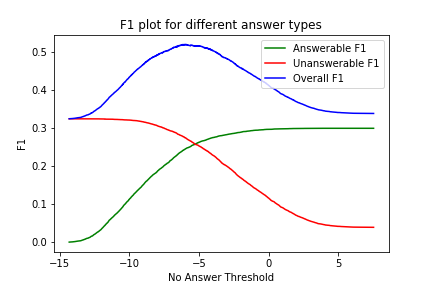 F1 plot for different answer types
Answerable F1
Unanswerable F1
Overall F1
F1
0.5
0.4
0.3
0.2
0.1
0.0
−15
−10
−5
0
5
No Answer Threshold